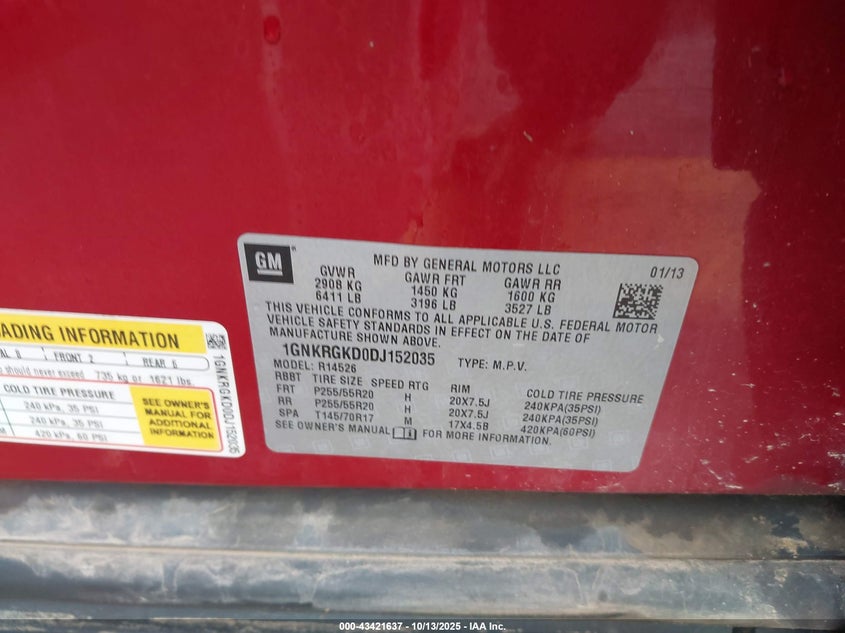 GM
MFD BY GENERAL MOTORS LLC
01/13
GVWR GAWR FRT GAWR RR
2908 KG 1450 KG 1600 KG
6411 LB 3196 LB 3527 LB
THIS VEHICLE CONFORMS TO ALL APPLICABLE U.S. FEDERAL MOTOR
VEHICLE SAFETY STANDARDS IN EFFECT ON THE DATE OF
MANUFACTURE SHOWN ABOVE.
1GNKRGKD0DJ152035 TYPE: M.P.V.
MODEL: R14526
RBBT TIRE SIZE SPEED RTG RIM COLD TIRE PRESSURE
FRT P255/55R20 H 20X7.5J 240KPA(35PSI)
RR P255/55R20 H 20X7.5J 240KPA(35PSI)
SPA T145/70R17 M 17X4.5B 420KPA(60PSI)
SEE OWNER'S MANUAL FOR MORE INFORMATION.
ADING INFORMATION
AL 8 FRONT 2 REAR 6
should never exceed 735 kg or 1621 lbs.
COLD TIRE PRESSURE
240 kPa, 35 PSI
240 kPa, 35 PSI
420 kPa, 60 PSI
SEE OWNER'S
MANUAL FOR
ADDITIONAL
INFORMATION
1GNKRGKD0DJ152035
000-43421637 - 10/13/2025 - IAA Inc.